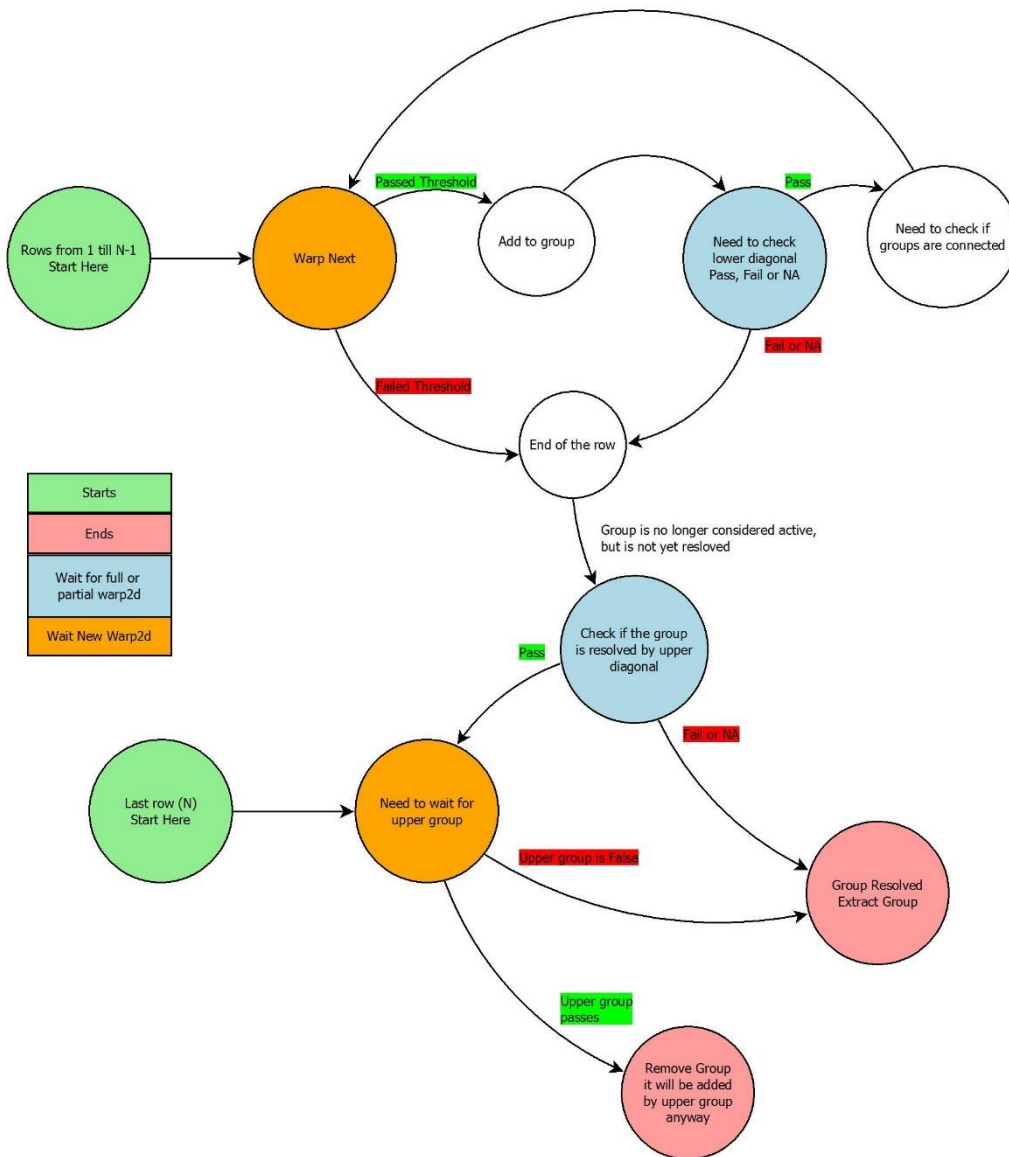 Passed Threshold
Pass
Rows from 1 till N-1
Start Here
Warp Next
Add to group
Need to check
lower diagonal
Pass, Fail or NA
Need to check if
groups are connected
Fail or NA
Failed Threshold
End of the row
Starts
Ends
Wait for full or
partial warp2d
Wait New Warp2d
Group is no longer considered active,
but is not yet resloved
Check if the group
is resolved by upper
diagonal
Pass
Fail or NA
Last row (N)
Start Here
Need to wait for
upper group
Upper group is False
Group Resolved
Extract Group
Upper group
passes
Remove Group
it will be added
by upper group
anyway